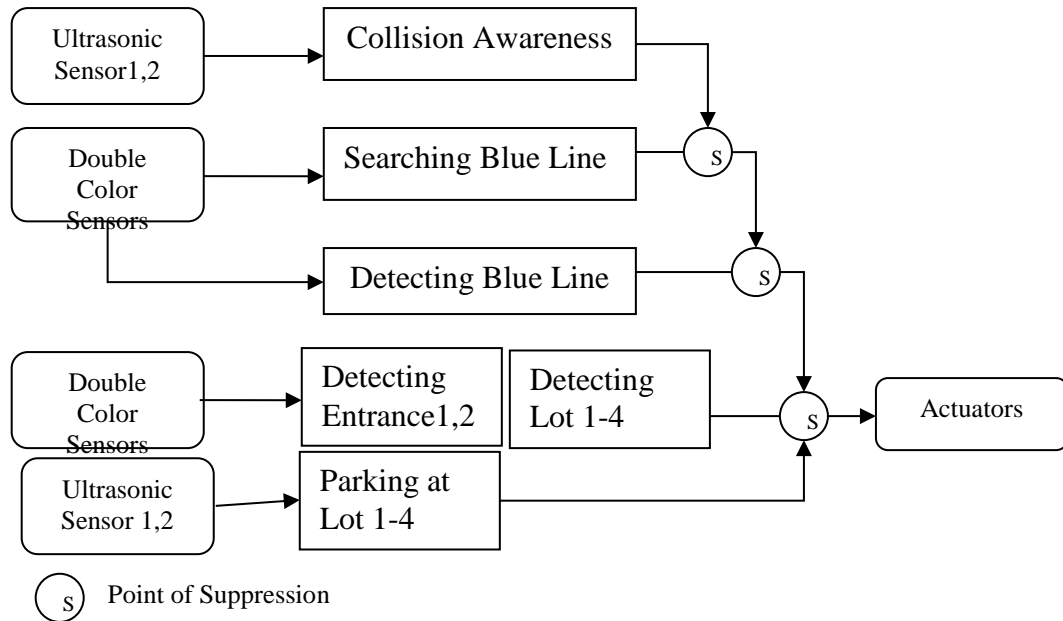 Ultrasonic
Sensor1,2
Collision Awareness
Double
Color
Sensors
Searching Blue Line
S
Detecting Blue Line
S
Double
Color
Sensors
Detecting
Entrance1,2
Detecting
Lot 1-4
S
Actuators
Ultrasonic
Sensor 1,2
Parking at
Lot 1-4
S
Point of Suppression